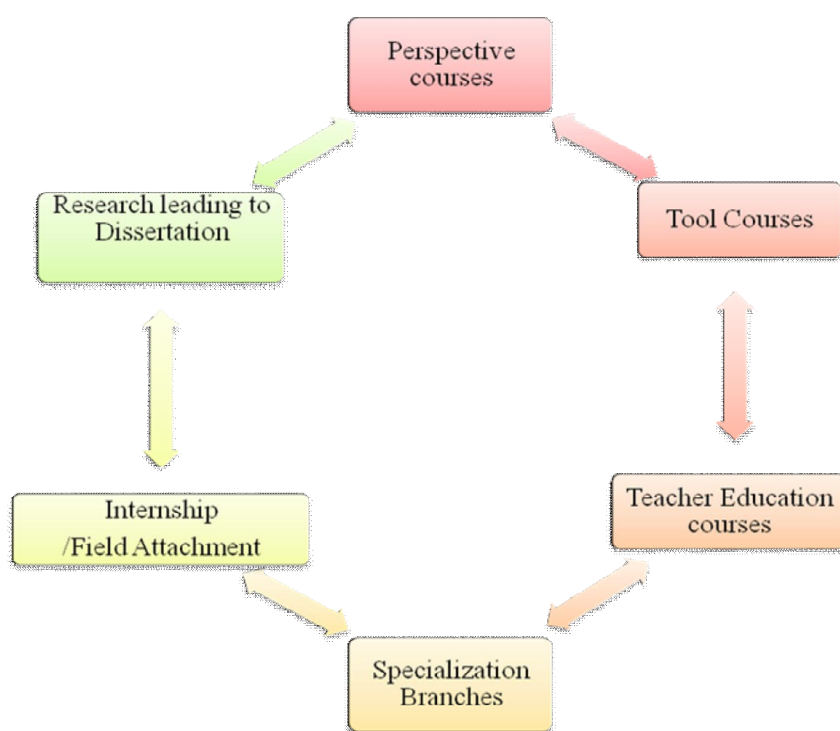 Perspective
courses
Research leading to
Dissertation
Tool Courses
Internship
/Field Attachment
Teacher Education
courses
Specialization
Branches